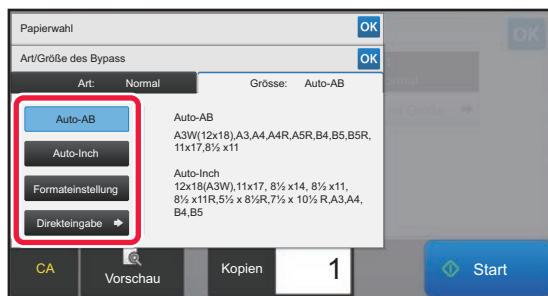 Papierwahl
OK
OK
Art/Größe des Bypass
OK
Art: Normal
Grösse: Auto-AB
Auto-AB
Auto-Inch
Formateinstellung
Direkteingabe
Auto-AB
A3W(12x18),A3,A4,A4R,A5R,B4,B5,B5R,
11x17,8½ x11
Auto-Inch
12x18(A3W),11x17, 8½ x14, 8½ x11,
8½ x11R,5½ x 8½R,7½ x 10½ R,A3,A4,
B4,B5
CA
Vorschau
Kopien
1
Start